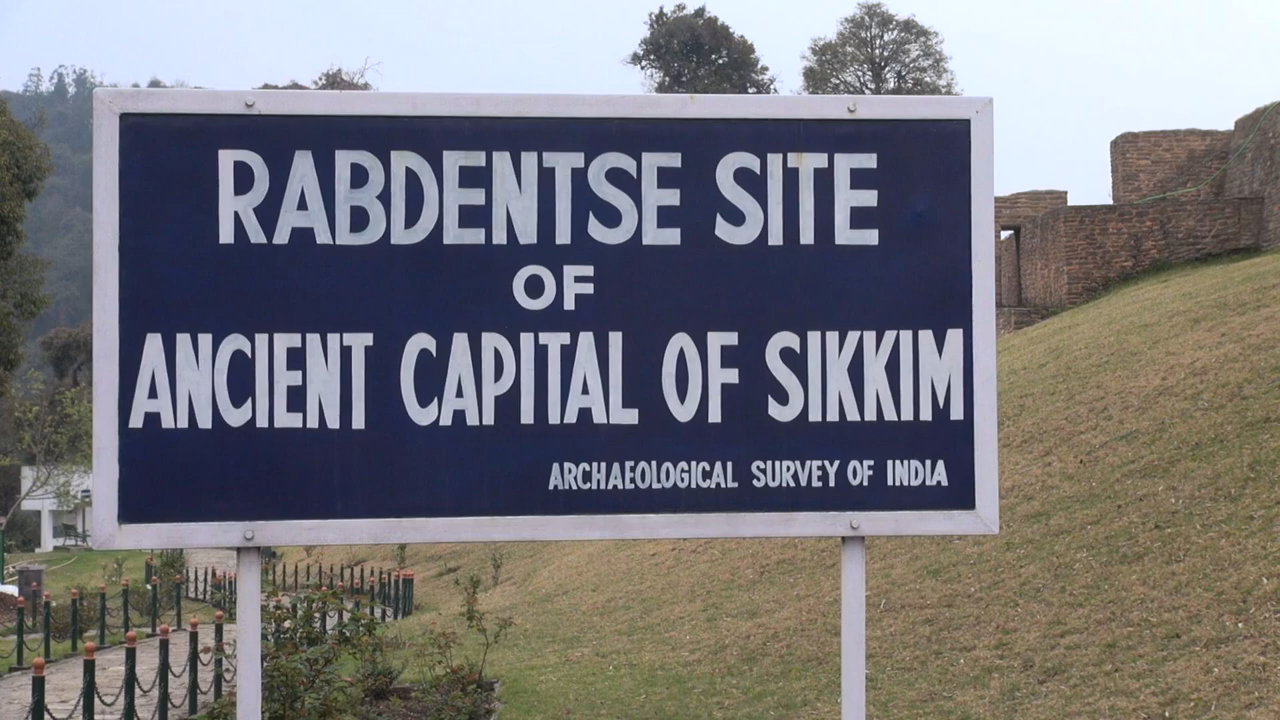 RABDENTSE SITE
OF
ANCIENT CAPITAL OF SIKKIM
ARCHAEOLOGICAL SURVEY OF INDIA